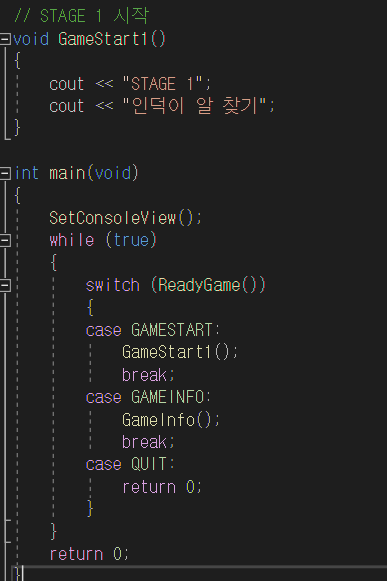 // STAGE 1 시작
void GameStart1()
{
cout << "STAGE 1";
cout << "인덕이 알 찾기";
}
int main(void)
{
SetConsoleView();
while (true)
{
switch (ReadyGame())
{
case GAMESTART:
GameStart1();
break;
case GAMEINFO:
GameInfo();
break;
case QUIT:
return 0;
}
}
return 0;
}